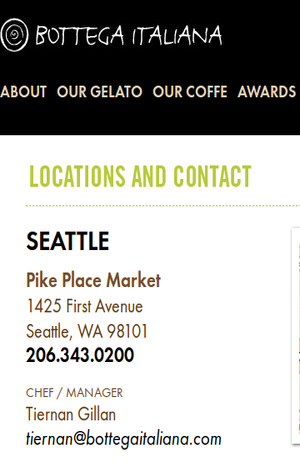 BOTTEGA ITALIANA
ABOUT OUR GELATO OUR COFFE AWARDS
LOCATIONS AND CONTACT
SEATTLE
Pike Place Market
1425 First Avenue
Seattle, WA 98101
206.343.0200
CHEF / MANAGER
Tiernan Gillan
tiernan@bottegaitaliana.com